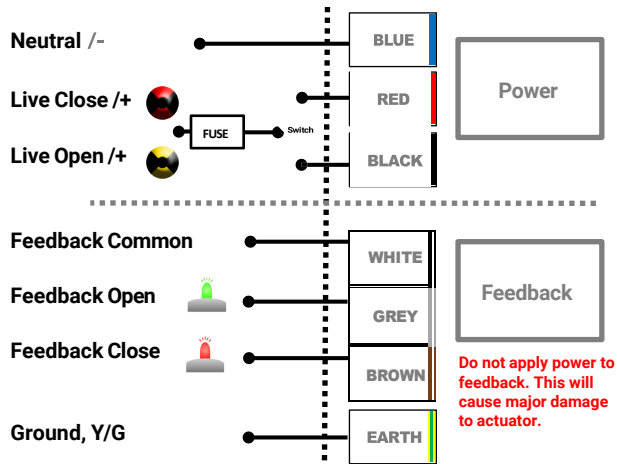 Neutral /-
BLUE
Live Close /+
RED
Power
FUSE
Switch
Live Open /+
BLACK
Feedback Common
WHITE
Feedback Open
GREY
Feedback
Feedback Close
BROWN
Do not apply power to
feedback. This will
cause major damage
to actuator.
Ground, Y/G
EARTH